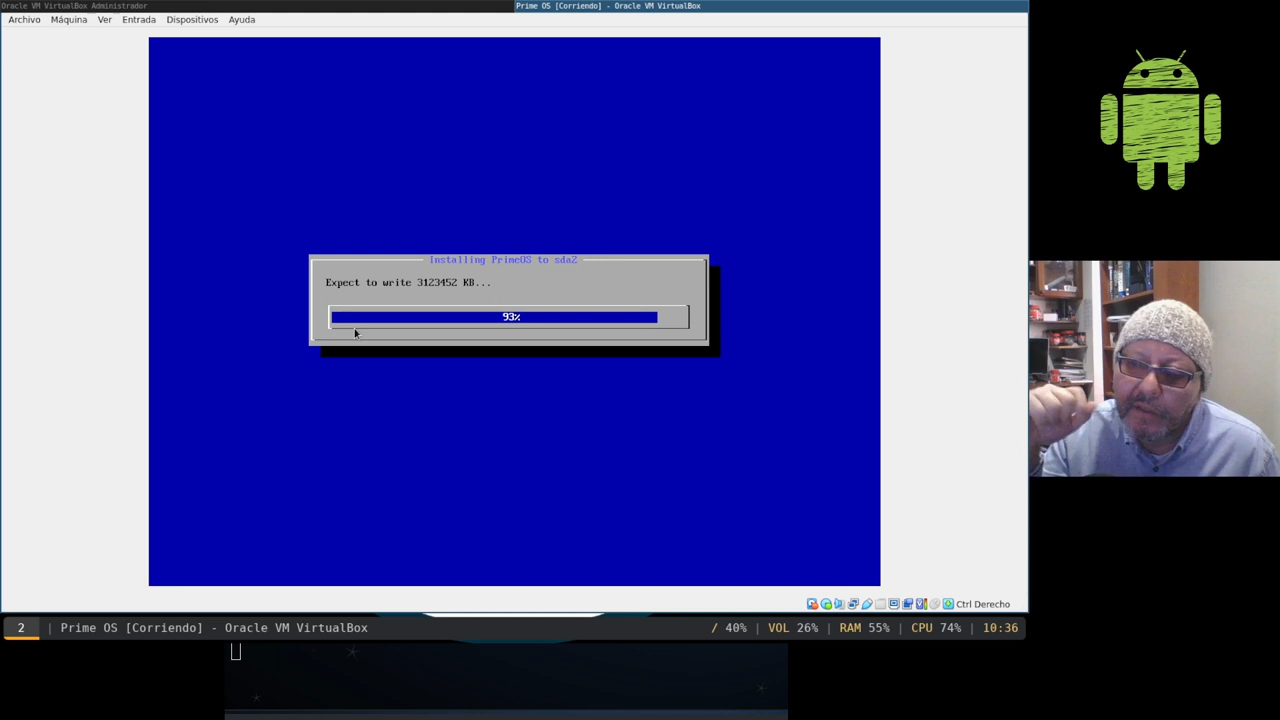 Oracle VM VirtualBox Administrador
Prime OS [Corriendo] - Oracle VM VirtualBox
Archivo Máquina Ver Entrada Dispositivos Ayuda
Installing PrimeOS to sda2
Expect to write 3123452 KB...
93%
Ctrl Derecho
2 | Prime OS [Corriendo] - Oracle VM VirtualBox / 40% | VOL 26% | RAM 55% | CPU 74% | 10:36